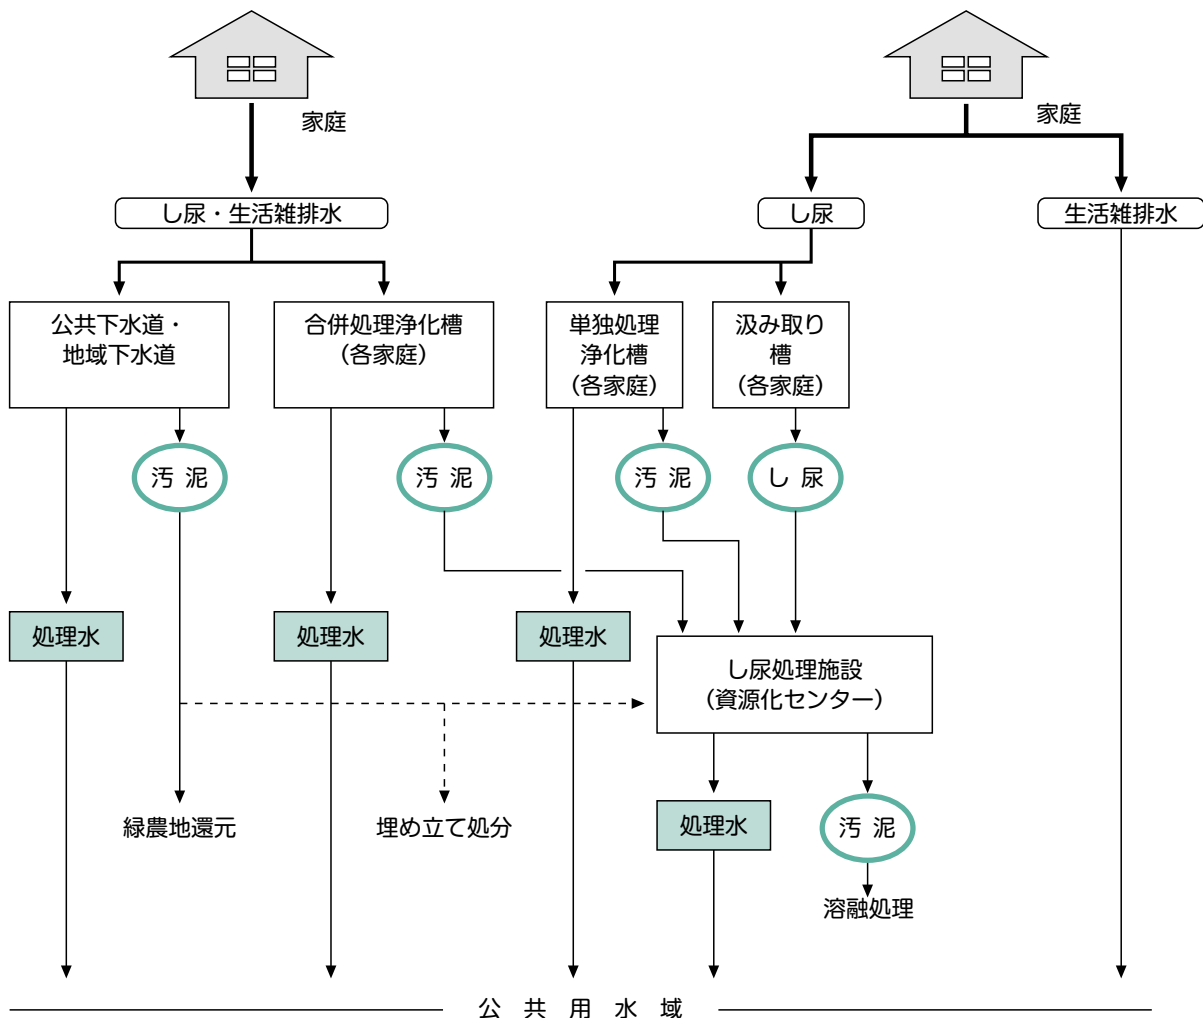 家庭
家庭
し尿・生活雑排水
し尿
生活雑排水
公共下水道・
地域下水道
合併処理浄化槽
(各家庭)
単独処理
浄化槽
(各家庭)
汲み取り
槽
(各家庭)
汚 泥
汚 泥
汚 泥
し 尿
処理水
処理水
処理水
し尿処理施設
(資源化センター)
緑農地還元
埋め立て処分
処理水
汚 泥
溶融処理
公 共 用 水 域